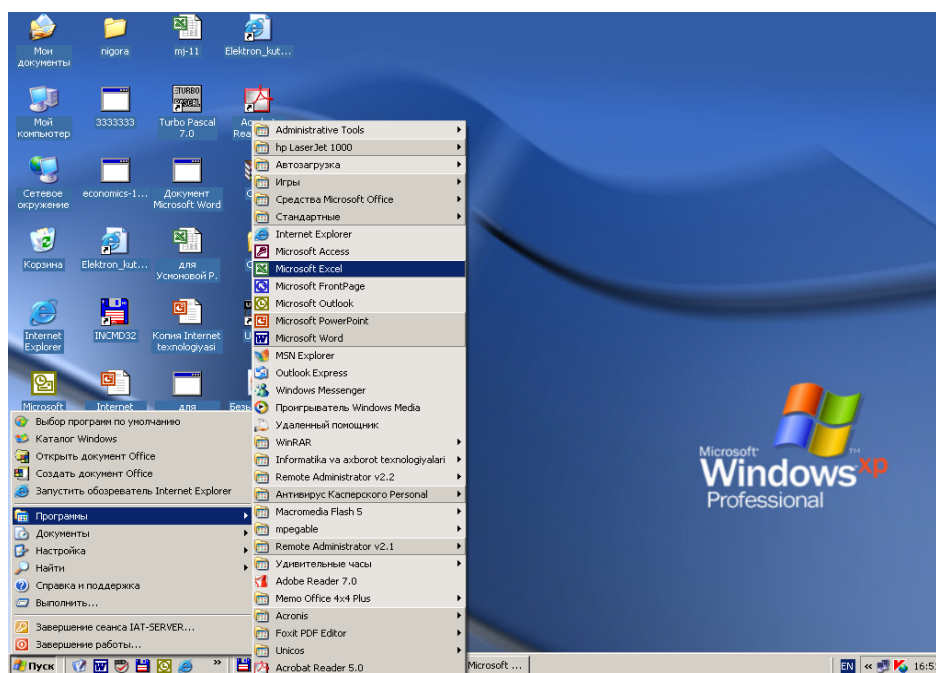 Мои документы
nigora
mj-11
Elektron_kut...
Мой компьютер
3333333
Turbo Pascal 7.0
Сетевое окружение
economics-1...
Документ Microsoft Word
Корзина
Elektron_kut...
для Усмоновой Р.
Internet Explorer
INCMD32
Копия Internet texnologiyasi
Microsoft
Internet
для
Administrative Tools
hp LaserJet 1000
Автозагрузка
Игры
Средства Microsoft Office
Стандартные
Internet Explorer
Microsoft Access
Microsoft Excel
Microsoft FrontPage
Microsoft Outlook
Microsoft PowerPoint
Microsoft Word
MSN Explorer
Outlook Express
Windows Messenger
Проигрыватель Windows Media
Удаленный помощник
WinRAR
Informatika va axborot texnologiyalari
Remote Administrator v2.2
Антивирус Касперского Personal
Macromedia Flash 5
mpegable
Remote Administrator v2.1
Удивительные часы
Adobe Reader 7.0
Memo Office 4x4 Plus
Acronis
Foxit PDF Editor
Unicos
Acrobat Reader 5.0
Выбор программ по умолчанию
Каталог Windows
Открыть документ Office
Создать документ Office
Запустить обозреватель Internet Explorer
Программы
Документы
Настройка
Найти
Справка и поддержка
Выполнить...
Завершение сеанса IAT-SERVER...
Завершение работы...
Microsoft
Windows xp
Professional
Пуск
»
Microsoft ...
EN
«
16:5